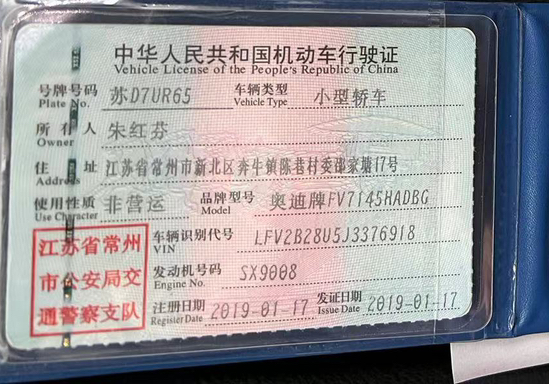 中华人民共和国机动车行驶证
Vehicle License of the People's Republic of China
号牌号码 苏D7UR65 车辆类型 小型轿车
Plate No. Vehicle Type
所有人 朱红芬
Owner
住址 江苏省常州市新北区奔牛镇陈巷村委邵家塘17号
Address
使用性质 非营运 品牌型号 奥迪牌FV7145HADBG
Use Character Model
江苏省常州
市公安局交
通警察支队
车辆识别代号 LFV2B28U5J3376918
VIN
发动机号码 SX9008
Engine No.
注册日期 2019-01-17 发证日期 2019-01-17
Register Date Issue Date